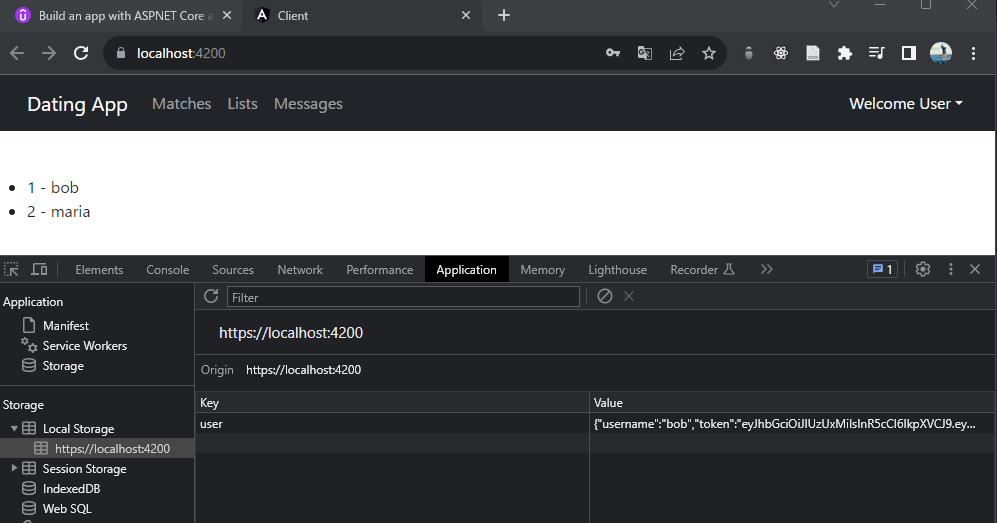 Build an app with ASPNET Core a
Client
localhost:4200
Dating App Matches Lists Messages Welcome User
1 - bob
2 - maria
Elements Console Sources Network Performance Application Memory Lighthouse Recorder 1
Application
Manifest
Service Workers
Storage
Storage
Local Storage
https://localhost:4200
Session Storage
IndexedDB
Web SQL
Filter
https://localhost:4200
Origin https://localhost:4200
Key Value
user {"username":"bob","token":"eyJhbGciOiJIUzUxMiIsInR5cCI6IkpXVCJ9.ey...